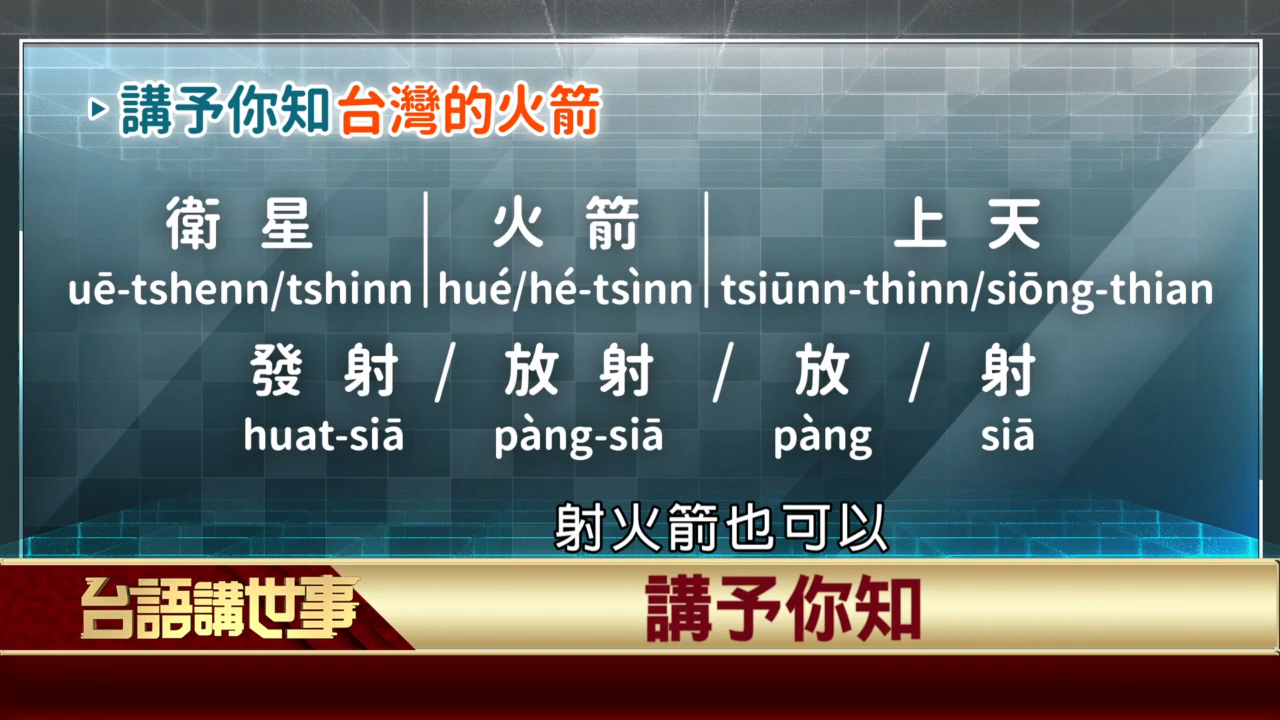 講予你知台灣的火箭
衛星 | 火箭 | 上天
uē-tshenn/tshinn | hué/hé-tsìnn | tsiūnn-thinn/siōng-thian
發射 / 放射 / 放 / 射
huat-siā pàng-siā pàng siā
射火箭也可以
台語講世事
講予你知